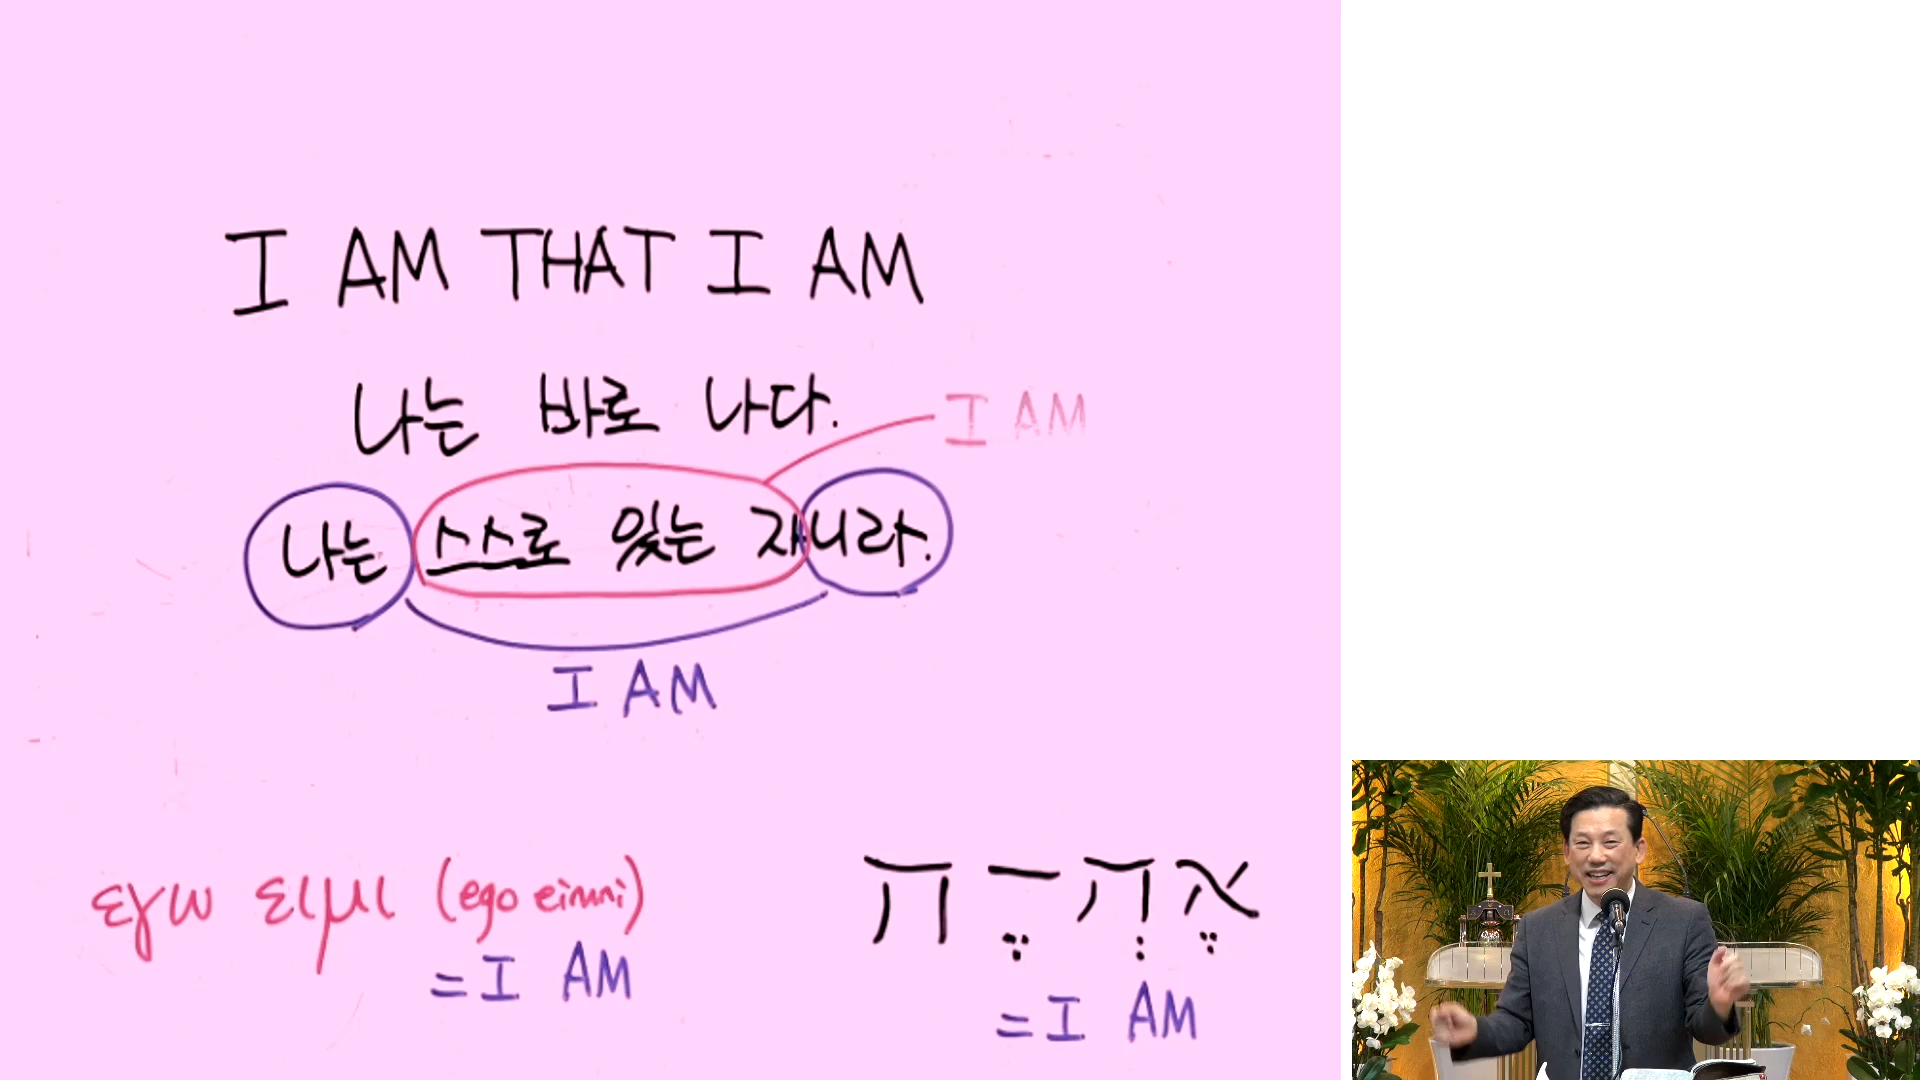 I AM THAT I AM
나는 바로 나다.
I AM
나는 스스로 있는 자니라.
I AM
εγω ειμι (ego eimi)
= I AM
אֶהְיֶה
= I AM